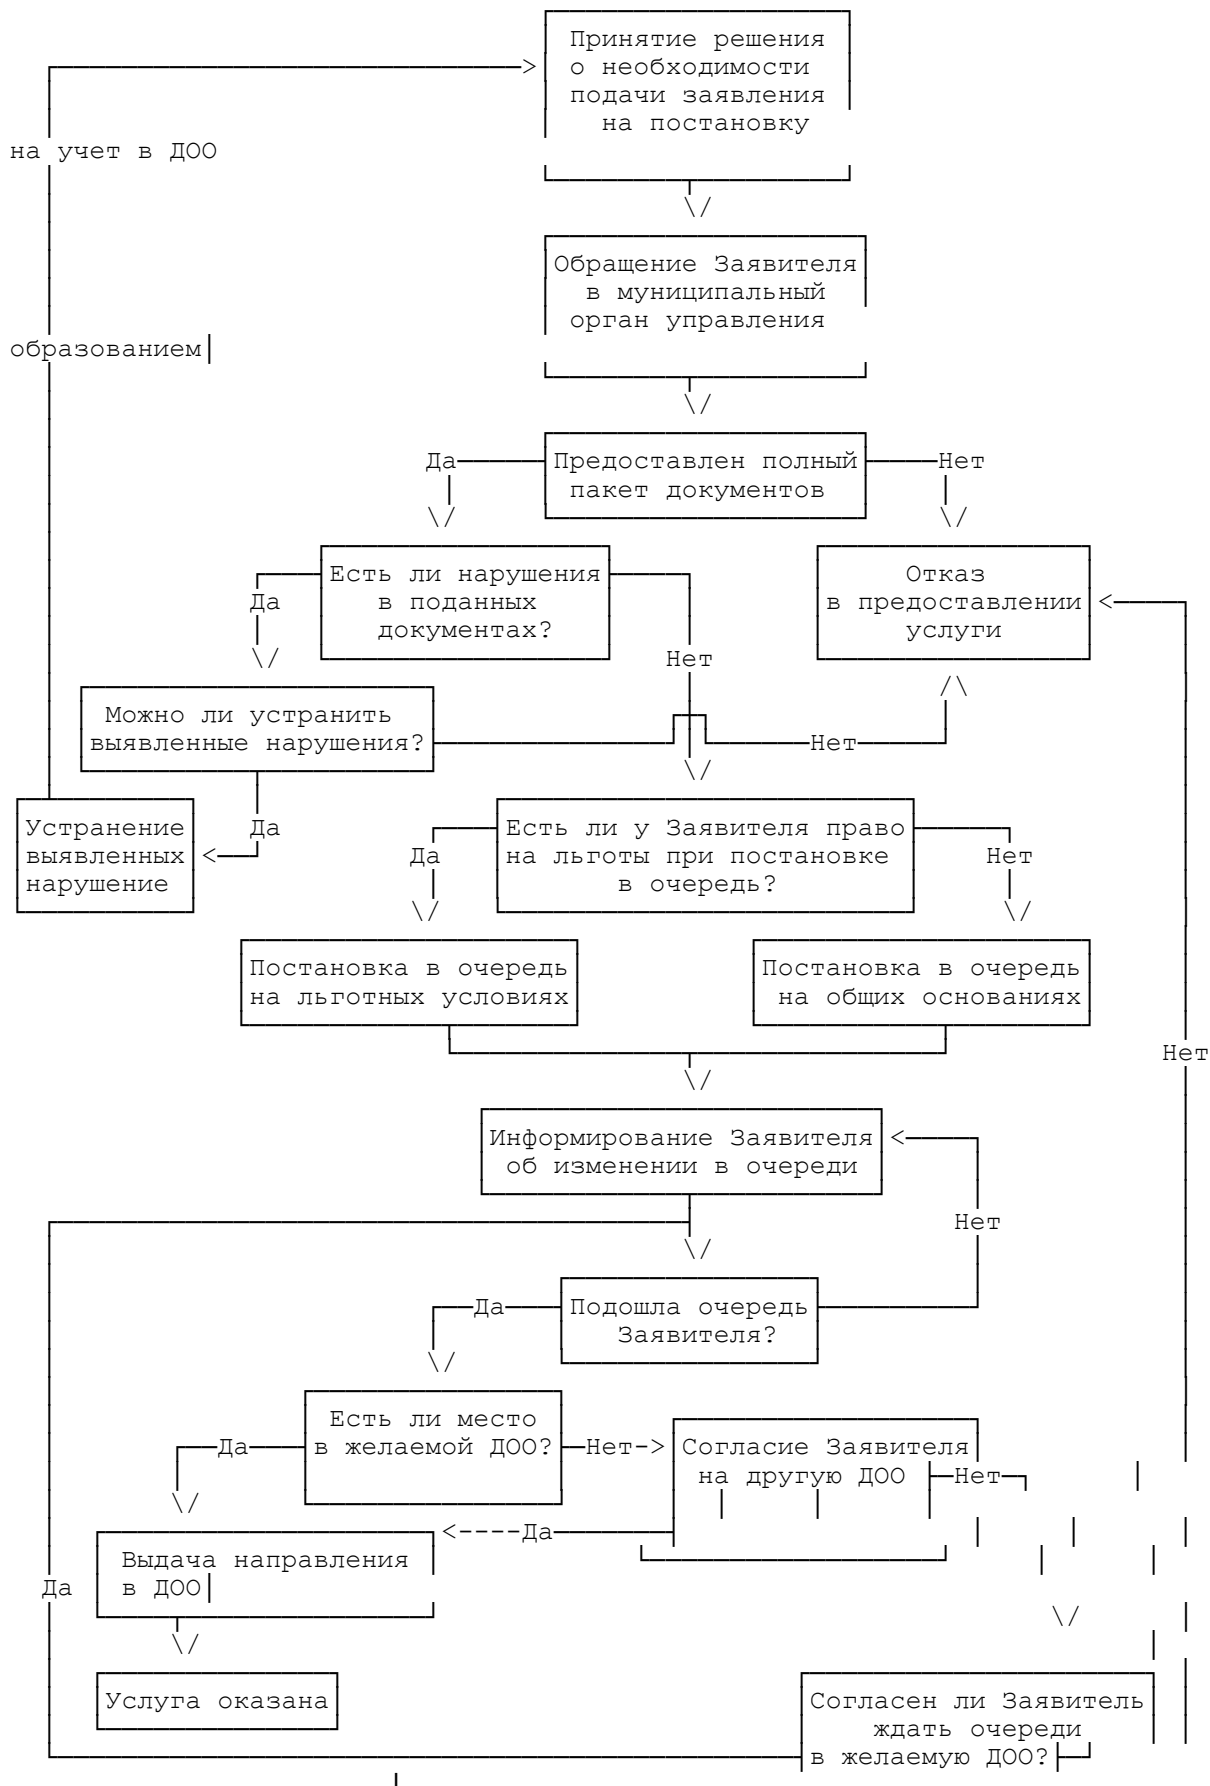 Принятие решения
о необходимости
подачи заявления
на постановку
на учет в ДОО
Обращение Заявителя
в муниципальный
орган управления
образованием
Да
Предоставлен полный
пакет документов
Нет
Есть ли нарушения
в поданных
документах?
Да
Нет
Отказ
в предоставлении
услуги
Можно ли устранить
выявленные нарушения?
Нет
Да
Устранение
выявленных
нарушение
Есть ли у Заявителя право
на льготы при постановке
в очередь?
Да
Нет
Постановка в очередь
на льготных условиях
Постановка в очередь
на общих основаниях
Нет
Информирование Заявителя
об изменении в очереди
Нет
Да
Подошла очередь
Заявителя?
Есть ли место
в желаемой ДОО?
Да
Нет->
Согласие Заявителя
на другую ДОО
Нет
<----Да
Выдача направления
в ДОО
Да
Услуга оказана
Согласен ли Заявитель
ждать очереди
в желаемую ДОО?